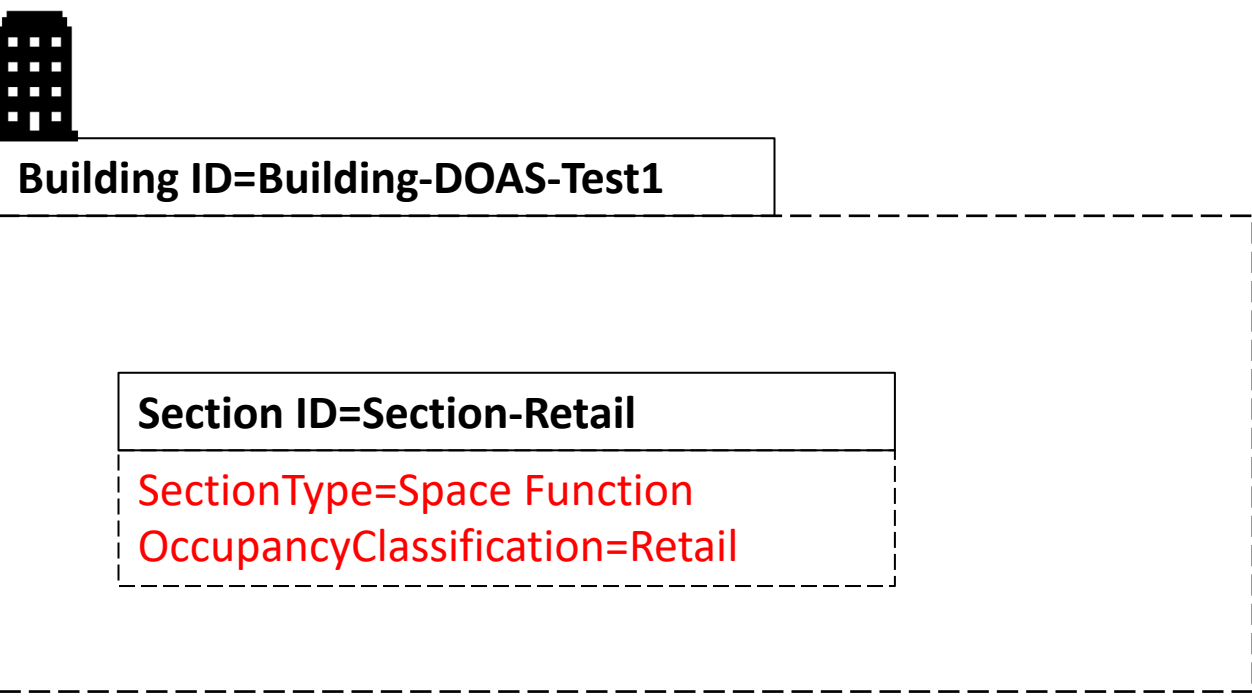 Building ID=Building-DOAS-Test1
Section ID=Section-Retail
SectionType=Space Function
OccupancyClassification=Retail